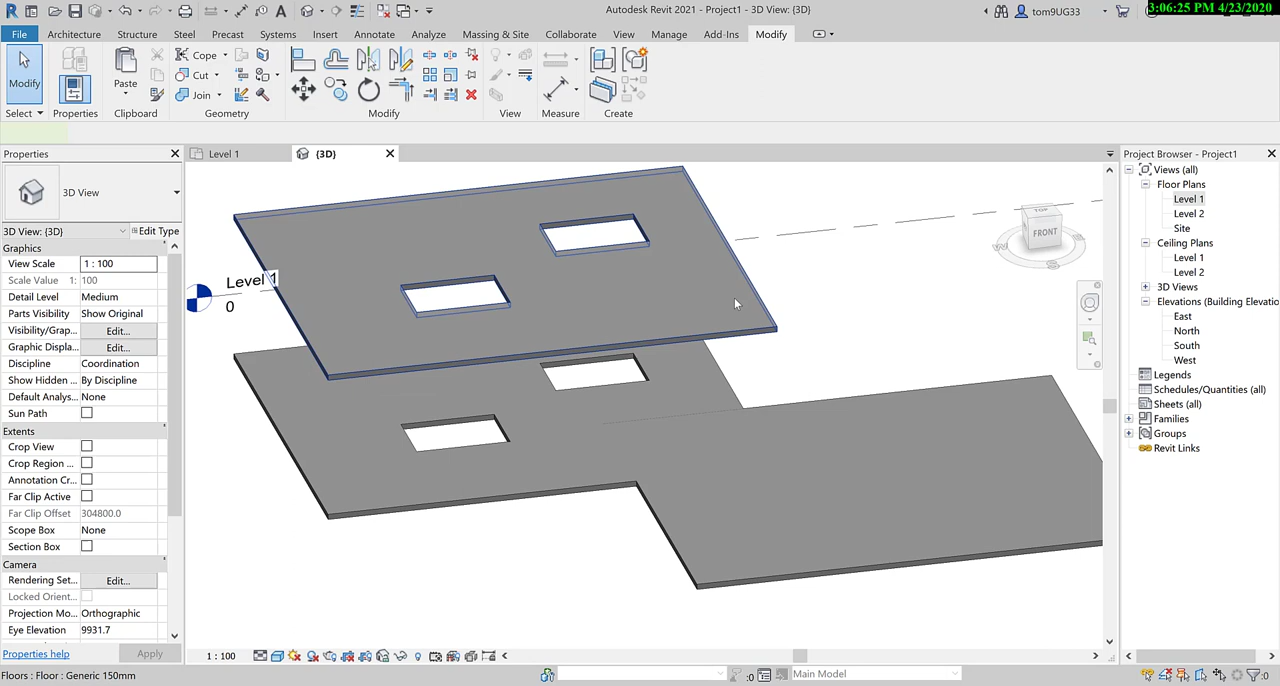 Autodesk Revit 2021 - Project1 - 3D View: {3D}
tom9UG33
3:06:25 PM 4/23/2020
File Architecture Structure Steel Precast Systems Insert Annotate Analyze Massing & Site Collaborate View Manage Add-Ins Modify
Modify
Paste
Cope
Cut
Join
Select Properties Clipboard Geometry Modify View Measure Create
Properties
Level 1
{3D}
Project Browser - Project1
3D View
3D View: {3D}
Edit Type
Graphics
View Scale 1 : 100
Scale Value 1: 100
Detail Level Medium
Parts Visibility Show Original
Visibility/Grap... Edit...
Graphic Displa... Edit...
Discipline Coordination
Show Hidden ... By Discipline
Default Analys... None
Sun Path
Extents
Crop View
Crop Region ...
Annotation Cr...
Far Clip Active
Far Clip Offset 304800.0
Scope Box None
Section Box
Camera
Rendering Set... Edit...
Locked Orient...
Projection Mo... Orthographic
Eye Elevation 9931.7
Properties help
Apply
Level 1
0
TOP
FRONT
W
S
Views (all)
Floor Plans
Level 1
Level 2
Site
Ceiling Plans
Level 1
Level 2
3D Views
Elevations (Building Elevatio
East
North
South
West
Legends
Schedules/Quantities (all)
Sheets (all)
Families
Groups
Revit Links
1 : 100
Floors : Floor : Generic 150mm
:0
Main Model
:0